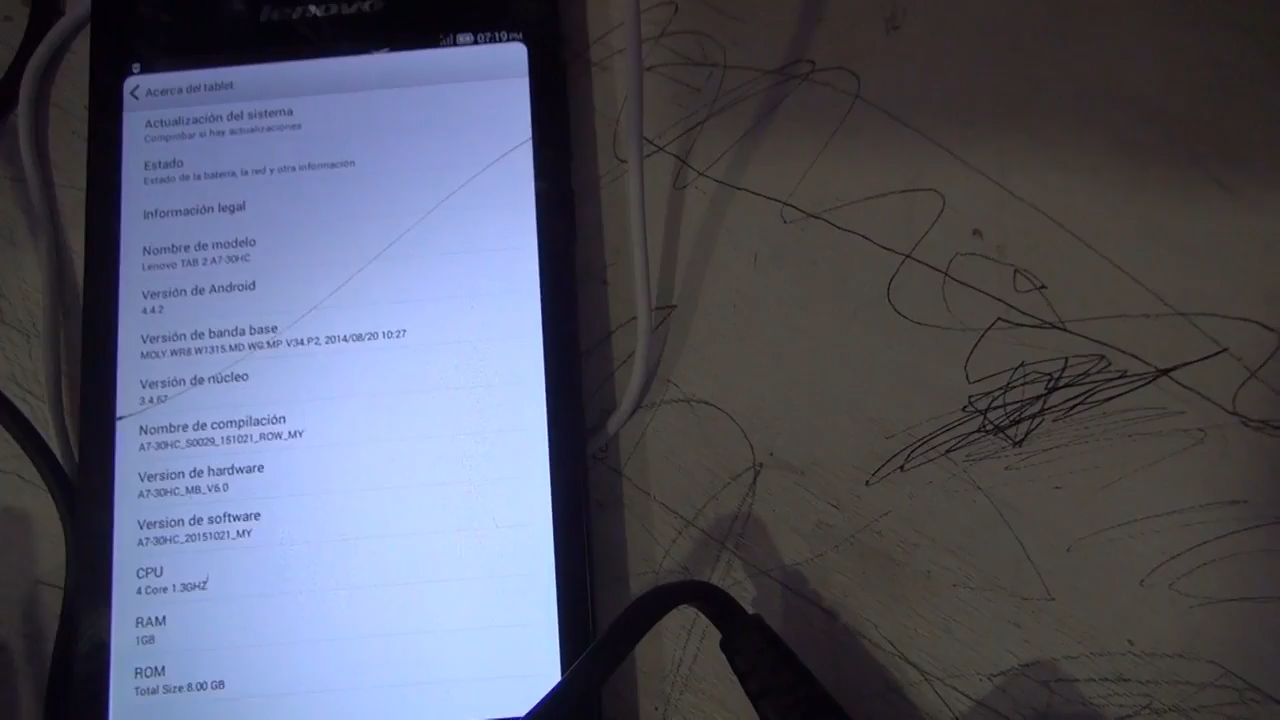 lenovo
07:19 PM
Acerca del tablet
Actualización del sistema
Comprobar si hay actualizaciones
Estado
Estado de la batería, la red y otra información
Información legal
Nombre de modelo
Lenovo TAB 2 A7-30HC
Versión de Android
4.4.2
Versión de banda base
MOLY.WR8.W1315.MD.WG.MP.V34.P2, 2014/08/20 10:27
Versión de núcleo
3.4.67
Nombre de compilación
A7-30HC_S0029_151021_ROW_MY
Version de hardware
A7-30HC_MB_V6.0
Version de software
A7-30HC_20151021_MY
CPU
4 Core 1.3GHZ
RAM
1GB
ROM
Total Size:8.00 GB